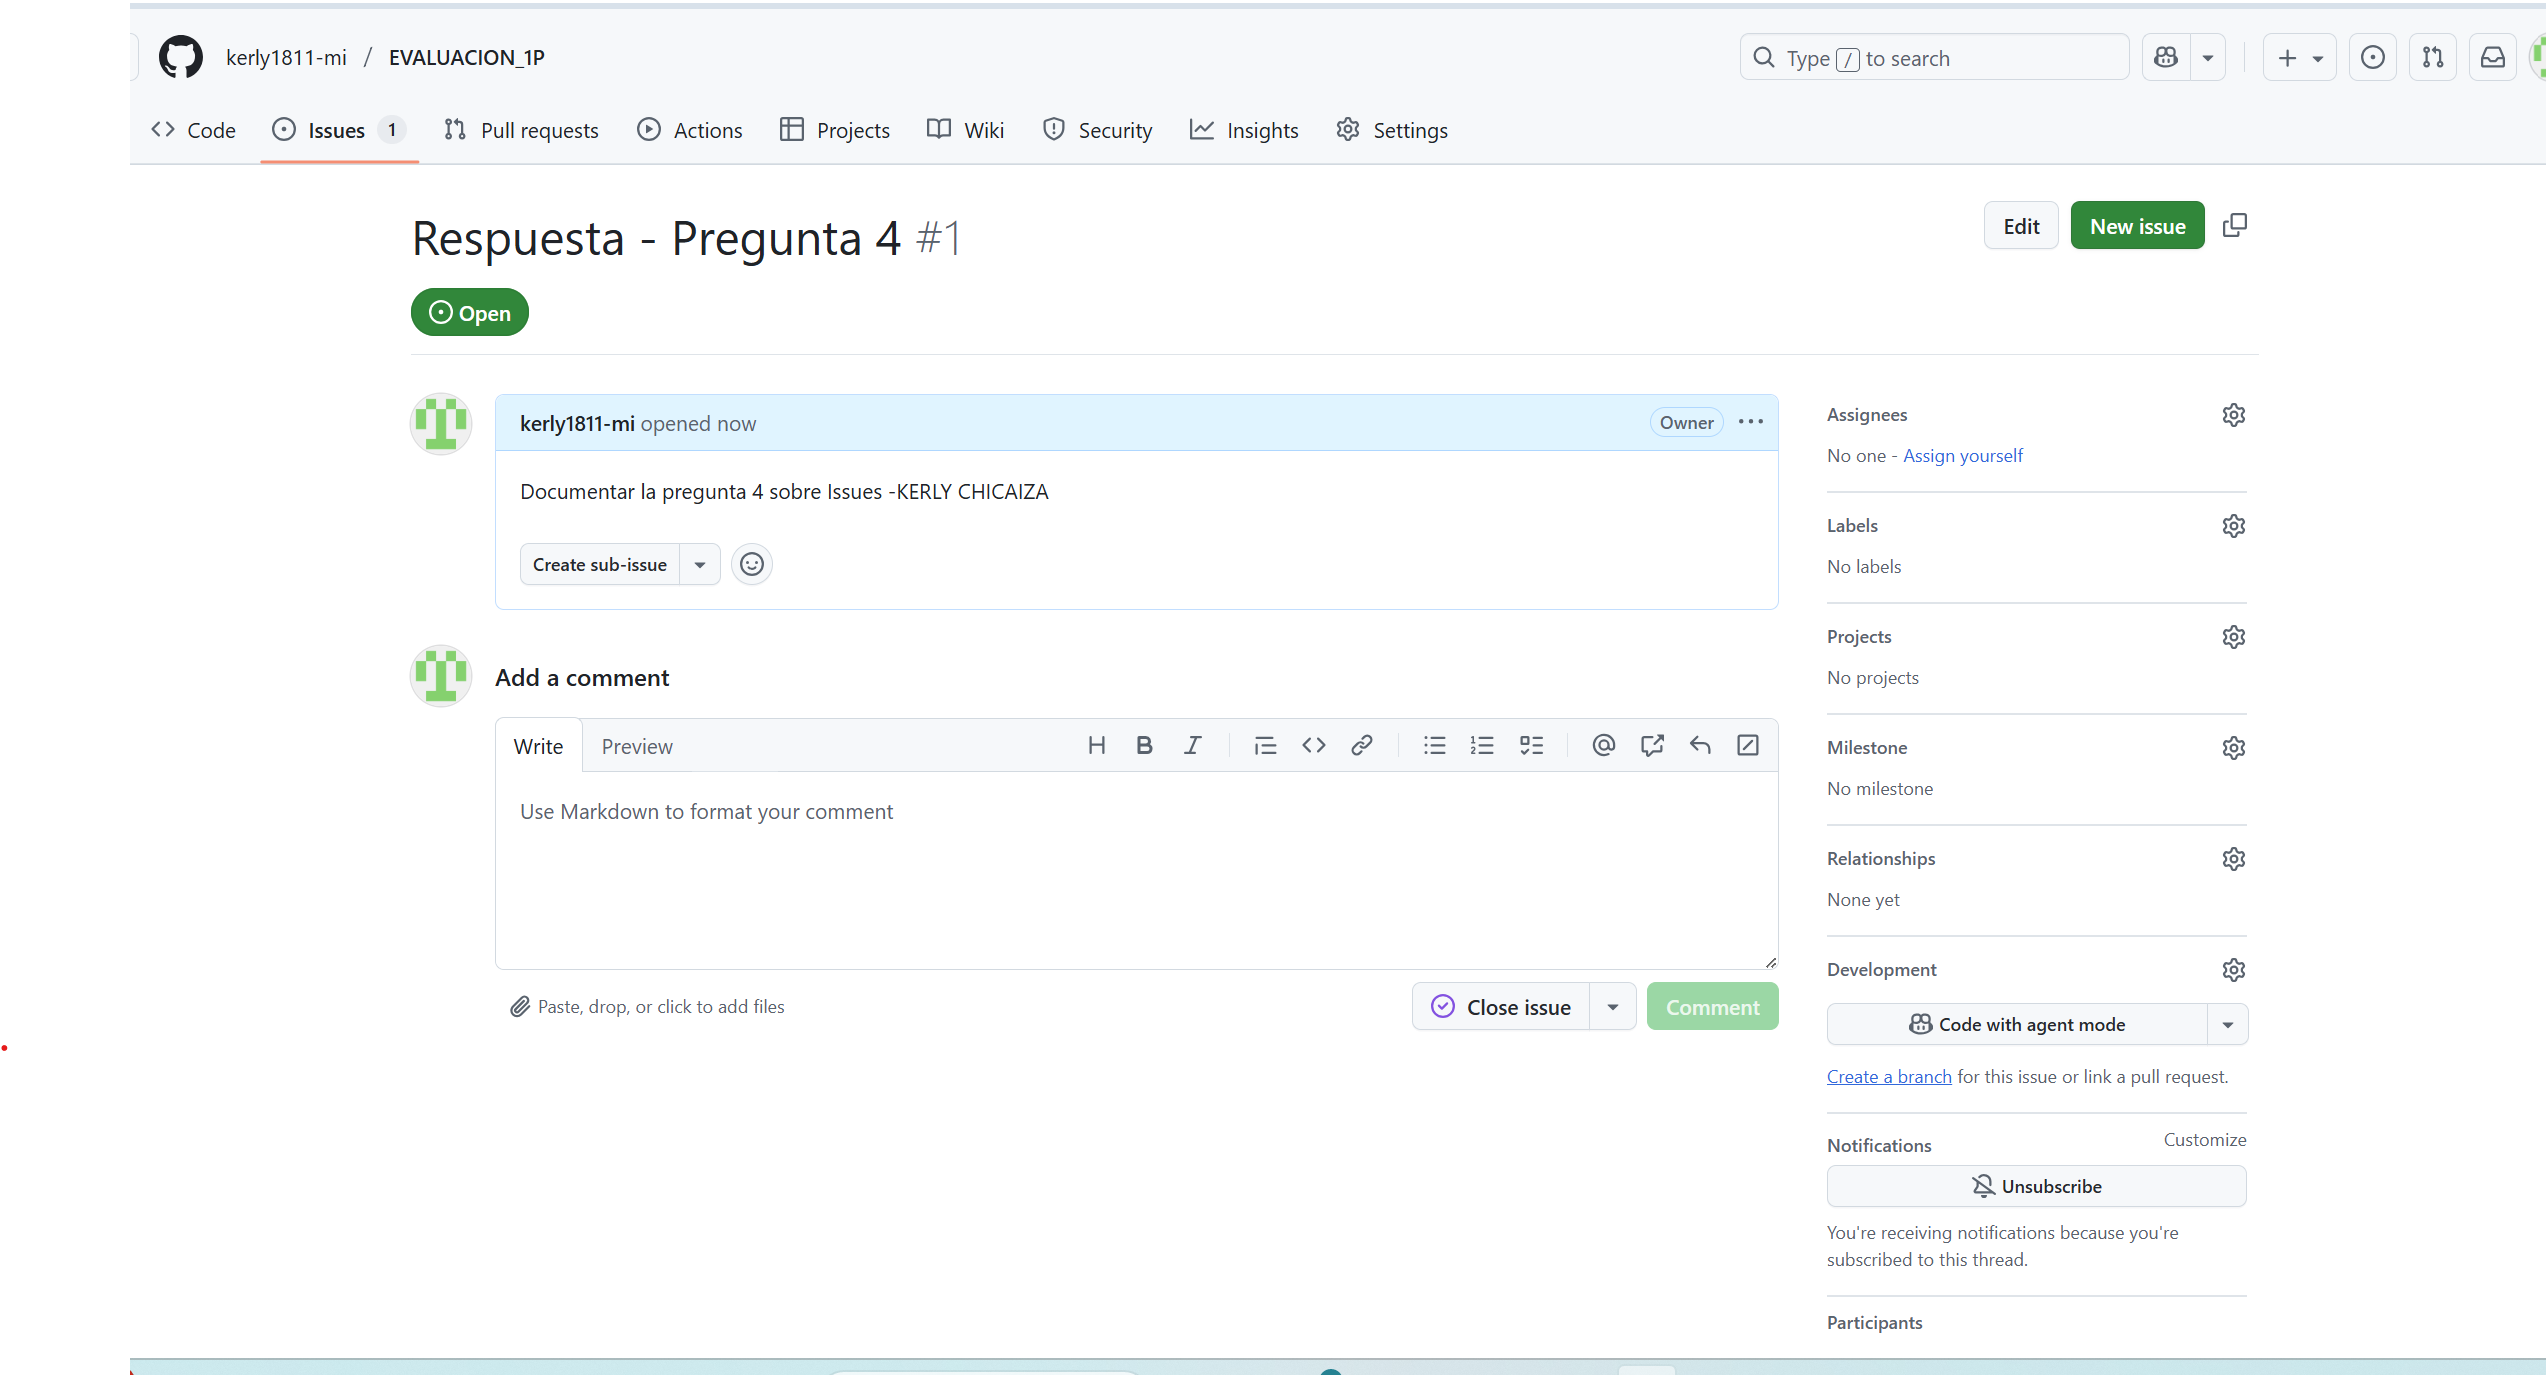 kerly1811-mi / EVALUACION_1P
Type / to search
Code Issues 1 Pull requests Actions Projects Wiki Security Insights Settings
Respuesta - Pregunta 4 #1
Edit New issue
Open
kerly1811-mi opened now
Owner
Documentar la pregunta 4 sobre Issues -KERLY CHICAIZA
Create sub-issue
Add a comment
Write Preview
Use Markdown to format your comment
Paste, drop, or click to add files
Close issue Comment
Assignees
No one - Assign yourself
Labels
No labels
Projects
No projects
Milestone
No milestone
Relationships
None yet
Development
Code with agent mode
Create a branch for this issue or link a pull request.
Notifications Customize
Unsubscribe
You're receiving notifications because you're
subscribed to this thread.
Participants